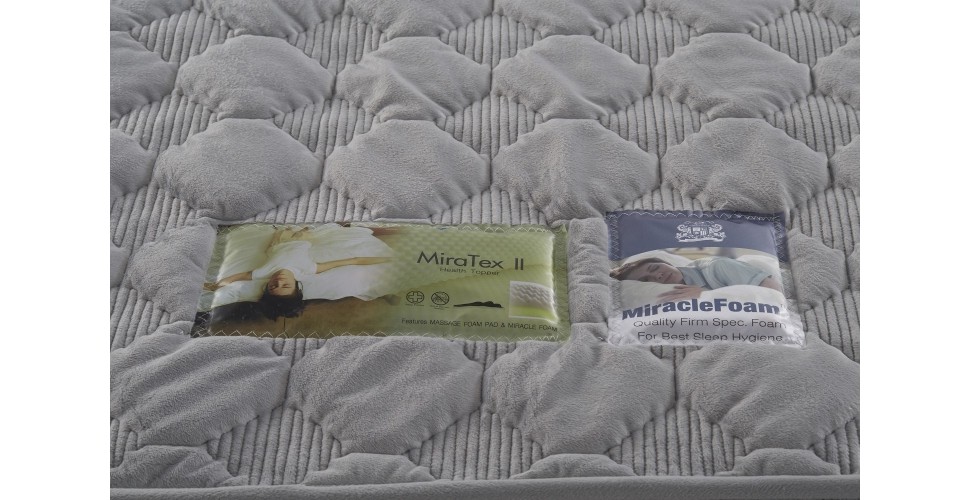 MiraTex II
Health Topper
Features MASSAGE FOAM PAD & MIRACLE FOAM
MiracleFoam
Quality Firm Spec. Foam
For Best Sleep Hygiene